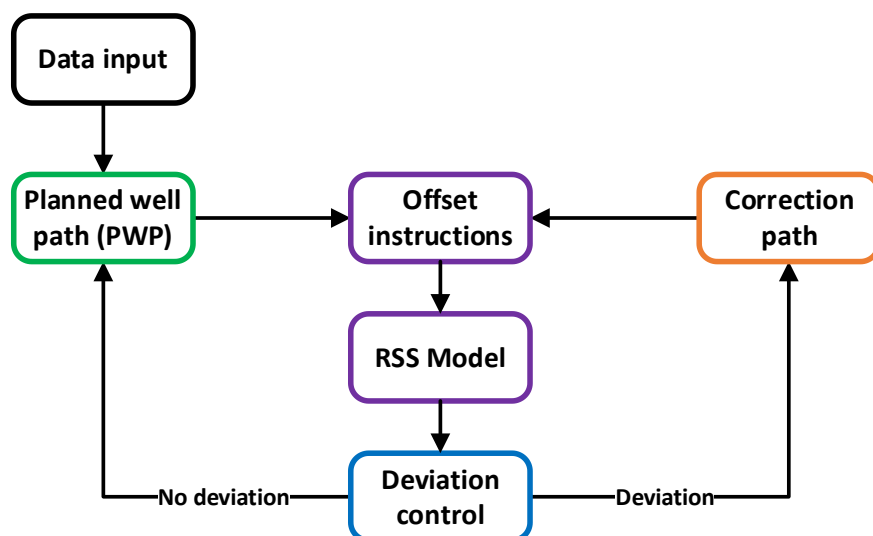 Data input
Planned well
path (PWP)
Offset
instructions
Correction
path
RSS Model
No deviation
Deviation
control
Deviation